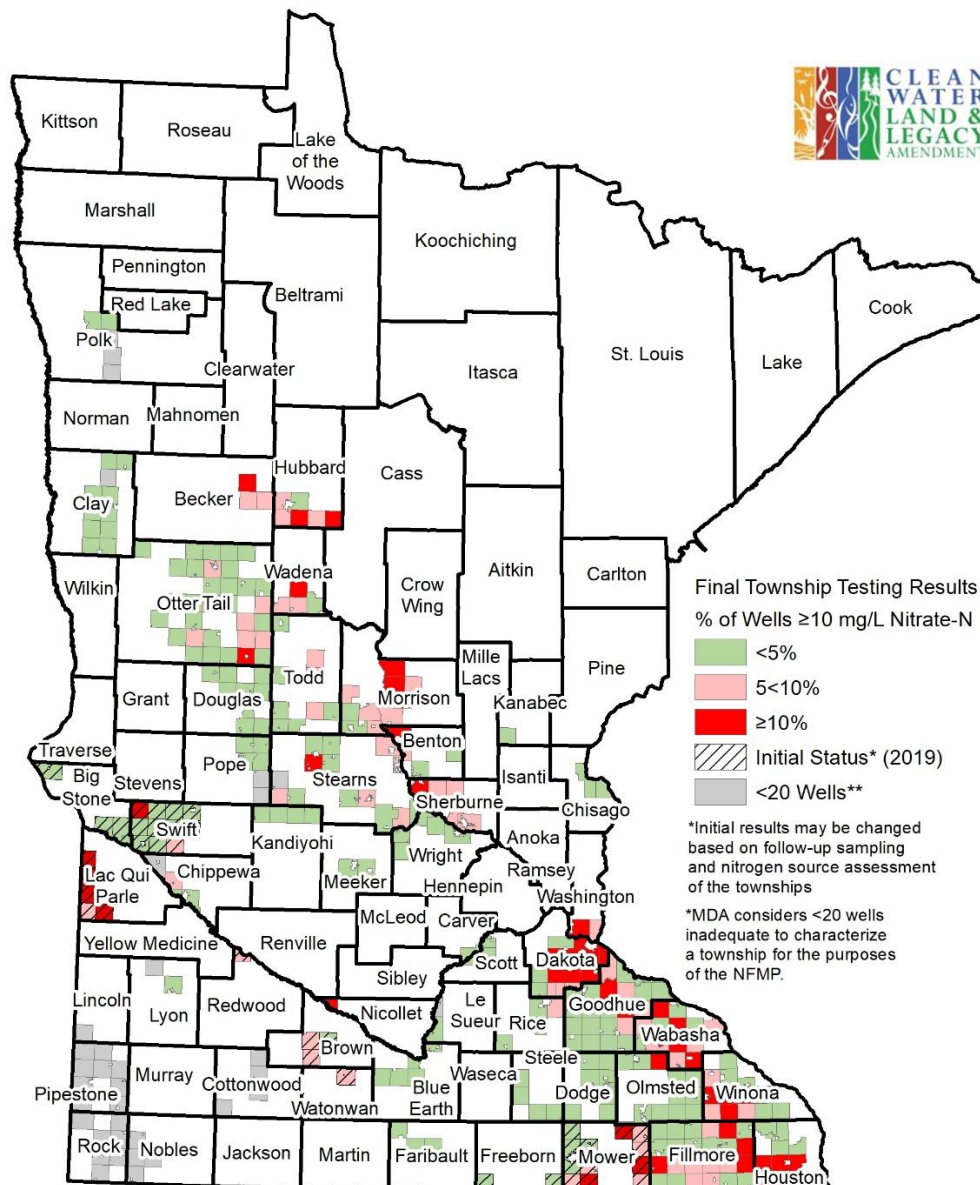 CLEAN
WATER
LAND &
LEGACY
AMENDMENT
Kittson
Roseau
Lake
of the
Woods
Marshall
Koochiching
Pennington
Red Lake
Beltrami
Cook
Polk
St. Louis
Lake
Clearwater
Itasca
Norman
Mahnomen
Hubbard
Cass
Becker
Clay
Wadena
Aitkin
Carlton
Wilkin
Otter Tail
Crow
Wing
Final Township Testing Results
% of Wells ≥10 mg/L Nitrate-N
<5%
5<10%
≥10%
Initial Status* (2019)
<20 Wells**
*Initial results may be changed
based on follow-up sampling
and nitrogen source assessment
of the townships
*MDA considers <20 wells
inadequate to characterize
a township for the purposes
of the NFMP.
Mille
Lacs
Pine
Todd
Morrison
Kanabec
Grant
Douglas
Benton
Traverse
Big
Stone
Stevens
Pope
Stearns
Isanti
Sherburne
Chisago
Swift
Kandiyohi
Anoka
Wright
Lac Qui
Parle
Chippewa
Meeker
Hennepin
Ramsey
Washington
McLeod
Carver
Yellow Medicine
Renville
Scott
Dakota
Sibley
Lincoln
Lyon
Redwood
Nicollet
Le
Sueur
Rice
Goodhue
Wabasha
Brown
Pipestone
Murray
Cottonwood
Watonwan
Blue
Earth
Waseca
Steele
Dodge
Olmsted
Winona
Rock
Nobles
Jackson
Martin
Faribault
Freeborn
Mower
Fillmore
Houston